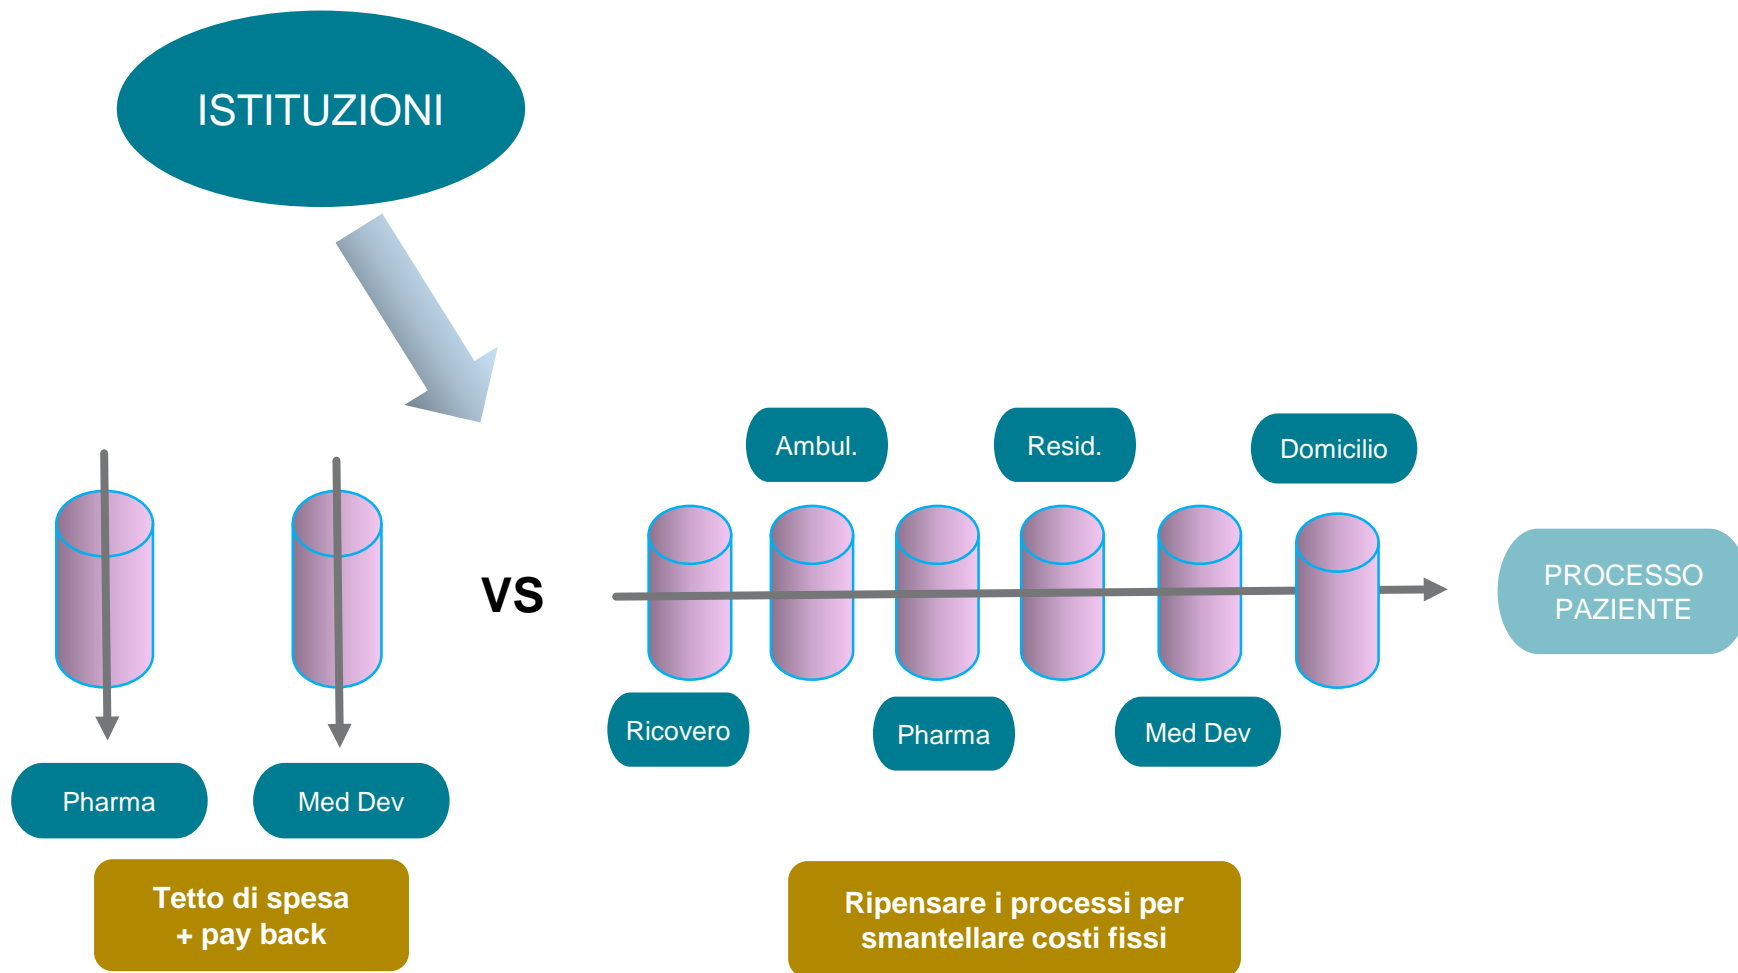 ISTITUZIONI
Ambul.
Resid.
Domicilio
VS
PROCESSO
PAZIENTE
Ricovero
Pharma
Med Dev
Pharma
Med Dev
Tetto di spesa
+ pay back
Ripensare i processi per
smantellare costi fissi